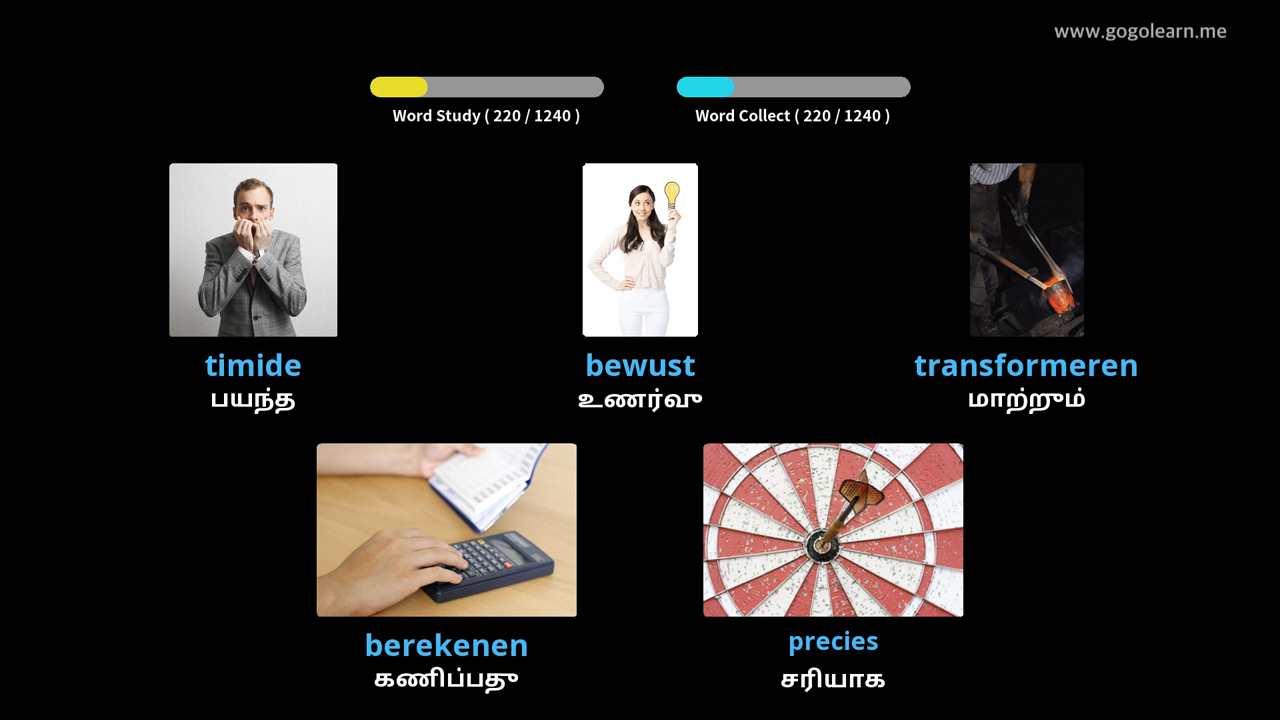 www.gogolearn.me
Word Study ( 220 / 1240 )
Word Collect ( 220 / 1240 )
timide
பயந்த
bewust
உணர்வு
transformeren
மாற்றும்
berekenen
கணிப்பது
precies
சரியாக